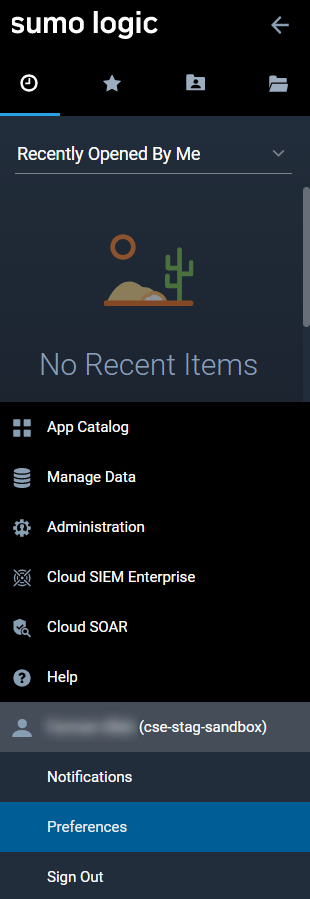 sumo logic
Recently Opened By Me
No Recent Items
App Catalog
Manage Data
Administration
Cloud SIEM Enterprise
Cloud SOAR
Help
(cse-stag-sandbox)
Notifications
Preferences
Sign Out